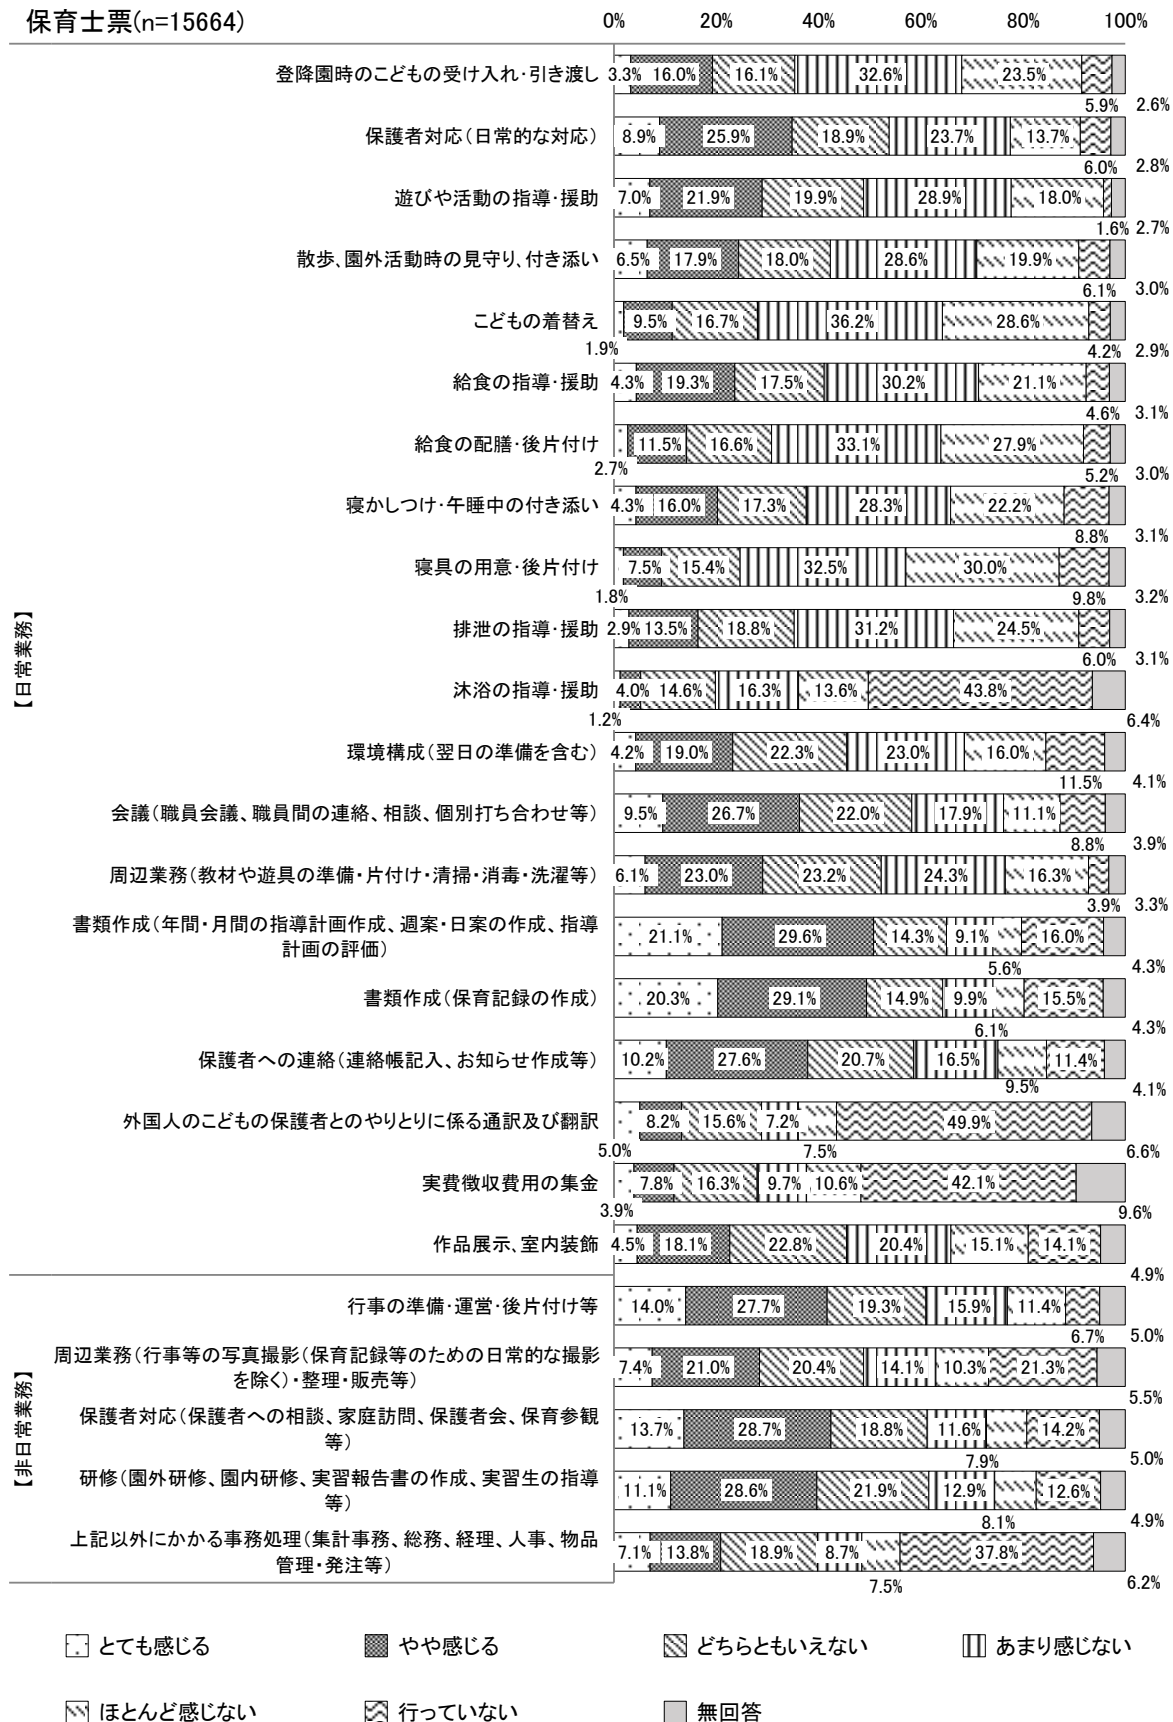 保育士票(n=15664)
0% 20% 40% 60% 80% 100%
登降園時のこどもの受け入れ・引き渡し 3.3% 16.0% 16.1% 32.6% 23.5%
5.9% 2.6%
保護者対応(日常的な対応) 8.9% 25.9% 18.9% 23.7% 13.7%
6.0% 2.8%
遊びや活動の指導・援助 7.0% 21.9% 19.9% 28.9% 18.0%
1.6% 2.7%
散歩、園外活動時の見守り、付き添い 6.5% 17.9% 18.0% 28.6% 19.9%
6.1% 3.0%
こどもの着替え 9.5% 16.7% 36.2% 28.6%
1.9% 4.2% 2.9%
給食の指導・援助 4.3% 19.3% 17.5% 30.2% 21.1%
4.6% 3.1%
給食の配膳・後片付け 11.5% 16.6% 33.1% 27.9%
2.7% 5.2% 3.0%
寝かしつけ・午睡中の付き添い 4.3% 16.0% 17.3% 28.3% 22.2%
8.8% 3.1%
寝具の用意・後片付け 7.5% 15.4% 32.5% 30.0%
1.8% 9.8% 3.2%
排泄の指導・援助 2.9% 13.5% 18.8% 31.2% 24.5%
6.0% 3.1%
【日常業務】
沐浴の指導・援助 4.0% 14.6% 16.3% 13.6% 43.8%
1.2% 6.4%
環境構成(翌日の準備を含む) 4.2% 19.0% 22.3% 23.0% 16.0%
11.5% 4.1%
会議(職員会議、職員間の連絡、相談、個別打ち合わせ等) 9.5% 26.7% 22.0% 17.9% 11.1%
8.8% 3.9%
周辺業務(教材や遊具の準備・片付け・清掃・消毒・洗濯等) 6.1% 23.0% 23.2% 24.3% 16.3%
3.9% 3.3%
書類作成(年間・月間の指導計画作成、週案・日案の作成、指導
計画の評価) 21.1% 29.6% 14.3% 9.1% 16.0%
5.6% 4.3%
書類作成(保育記録の作成) 20.3% 29.1% 14.9% 9.9% 15.5%
6.1% 4.3%
保護者への連絡(連絡帳記入、お知らせ作成等) 10.2% 27.6% 20.7% 16.5% 11.4%
9.5% 4.1%
外国人のこどもの保護者とのやりとりに係る通訳及び翻訳 8.2% 15.6% 7.2% 49.9%
5.0% 7.5% 6.6%
実費徴収費用の集金 7.8% 16.3% 9.7% 10.6% 42.1%
3.9% 9.6%
作品展示、室内装飾 4.5% 18.1% 22.8% 20.4% 15.1% 14.1%
4.9%
行事の準備・運営・後片付け等 14.0% 27.7% 19.3% 15.9% 11.4%
6.7% 5.0%
周辺業務(行事等の写真撮影(保育記録等のための日常的な撮影
を除く)・整理・販売等) 7.4% 21.0% 20.4% 14.1% 10.3% 21.3%
5.5%
【非日常業務】
保護者対応(保護者への相談、家庭訪問、保護者会、保育参観
等) 13.7% 28.7% 18.8% 11.6% 14.2%
7.9% 5.0%
研修(園外研修、園内研修、実習報告書の作成、実習生の指導
等) 11.1% 28.6% 21.9% 12.9% 12.6%
8.1% 4.9%
上記以外にかかる事務処理(集計事務、総務、経理、人事、物品
管理・発注等) 7.1% 13.8% 18.9% 8.7% 37.8%
7.5% 6.2%
とても感じる やや感じる どちらともいえない あまり感じない
ほとんど感じない 行っていない 無回答